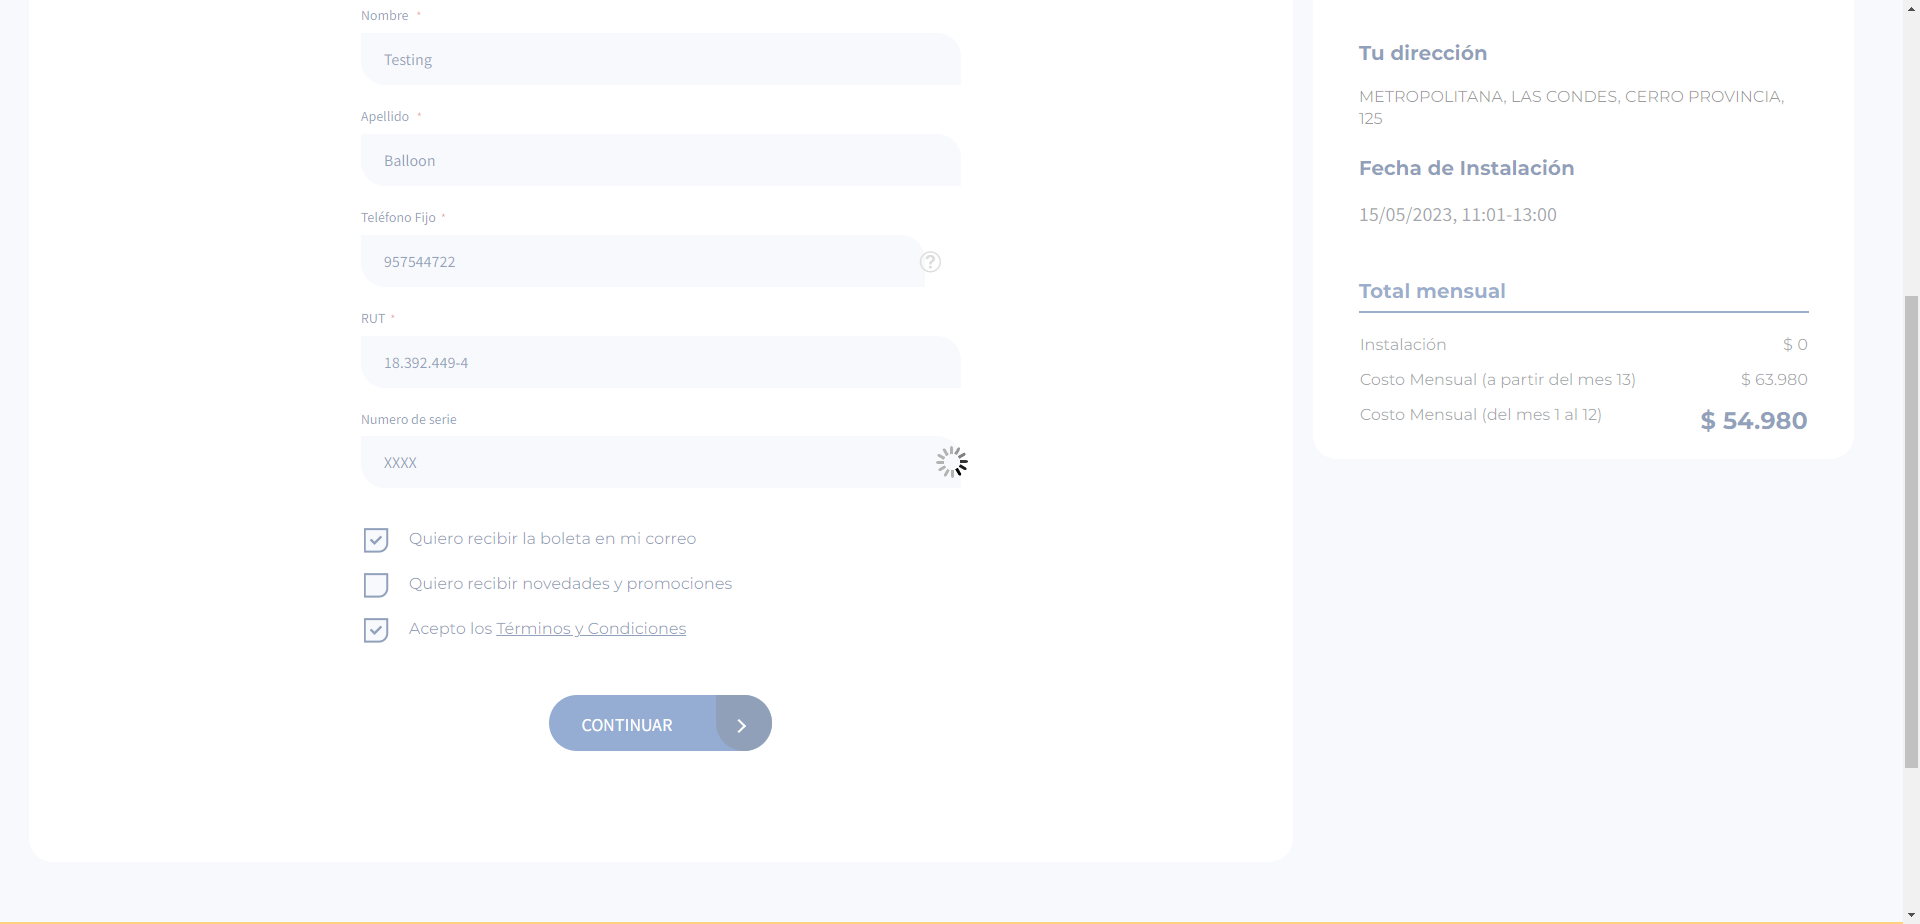 Nombre *
Testing
Apellido *
Balloon
Teléfono Fijo *
957544722
?
RUT *
18.392.449-4
Numero de serie
XXXX
Quiero recibir la boleta en mi correo
Quiero recibir novedades y promociones
Acepto los Términos y Condiciones
CONTINUAR
Tu dirección
METROPOLITANA, LAS CONDES, CERRO PROVINCIA,
125
Fecha de Instalación
15/05/2023, 11:01-13:00
Total mensual
Instalación $ 0
Costo Mensual (a partir del mes 13) $ 63.980
Costo Mensual (del mes 1 al 12) $ 54.980